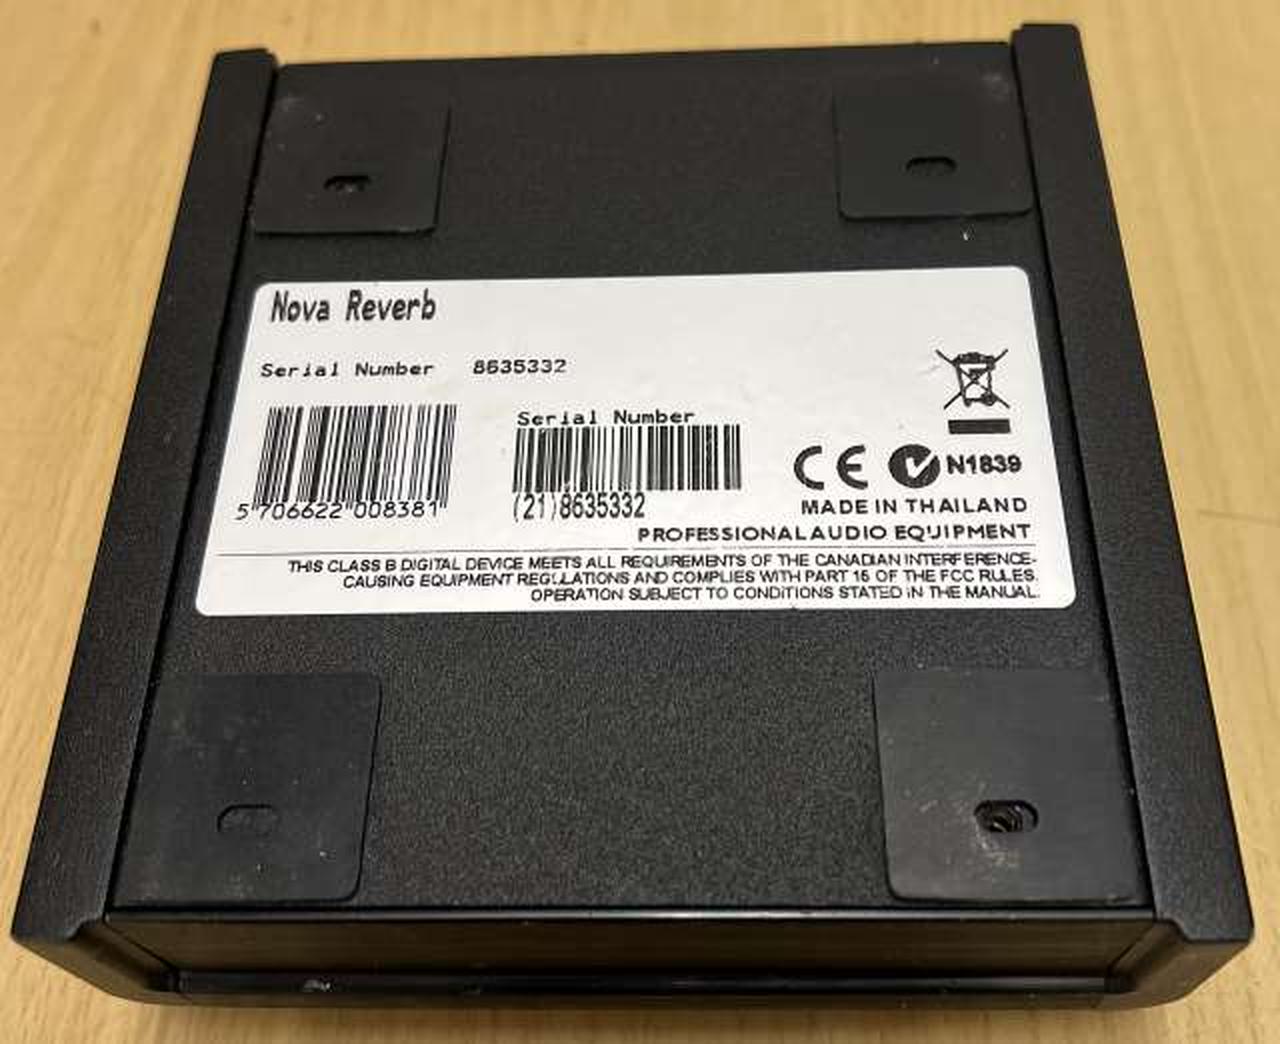 Nova Reverb
Serial Number 8635332
Serial Number
5 706622 008381
(21)8635332
N1839
MADE IN THAILAND
PROFESSIONAL AUDIO EQUIPMENT
THIS CLASS B DIGITAL DEVICE MEETS ALL REQUIREMENTS OF THE CANADIAN INTERFERENCE-
CAUSING EQUIPMENT REGULATIONS AND COMPLIES WITH PART 15 OF THE FCC RULES.
OPERATION SUBJECT TO CONDITIONS STATED IN THE MANUAL.